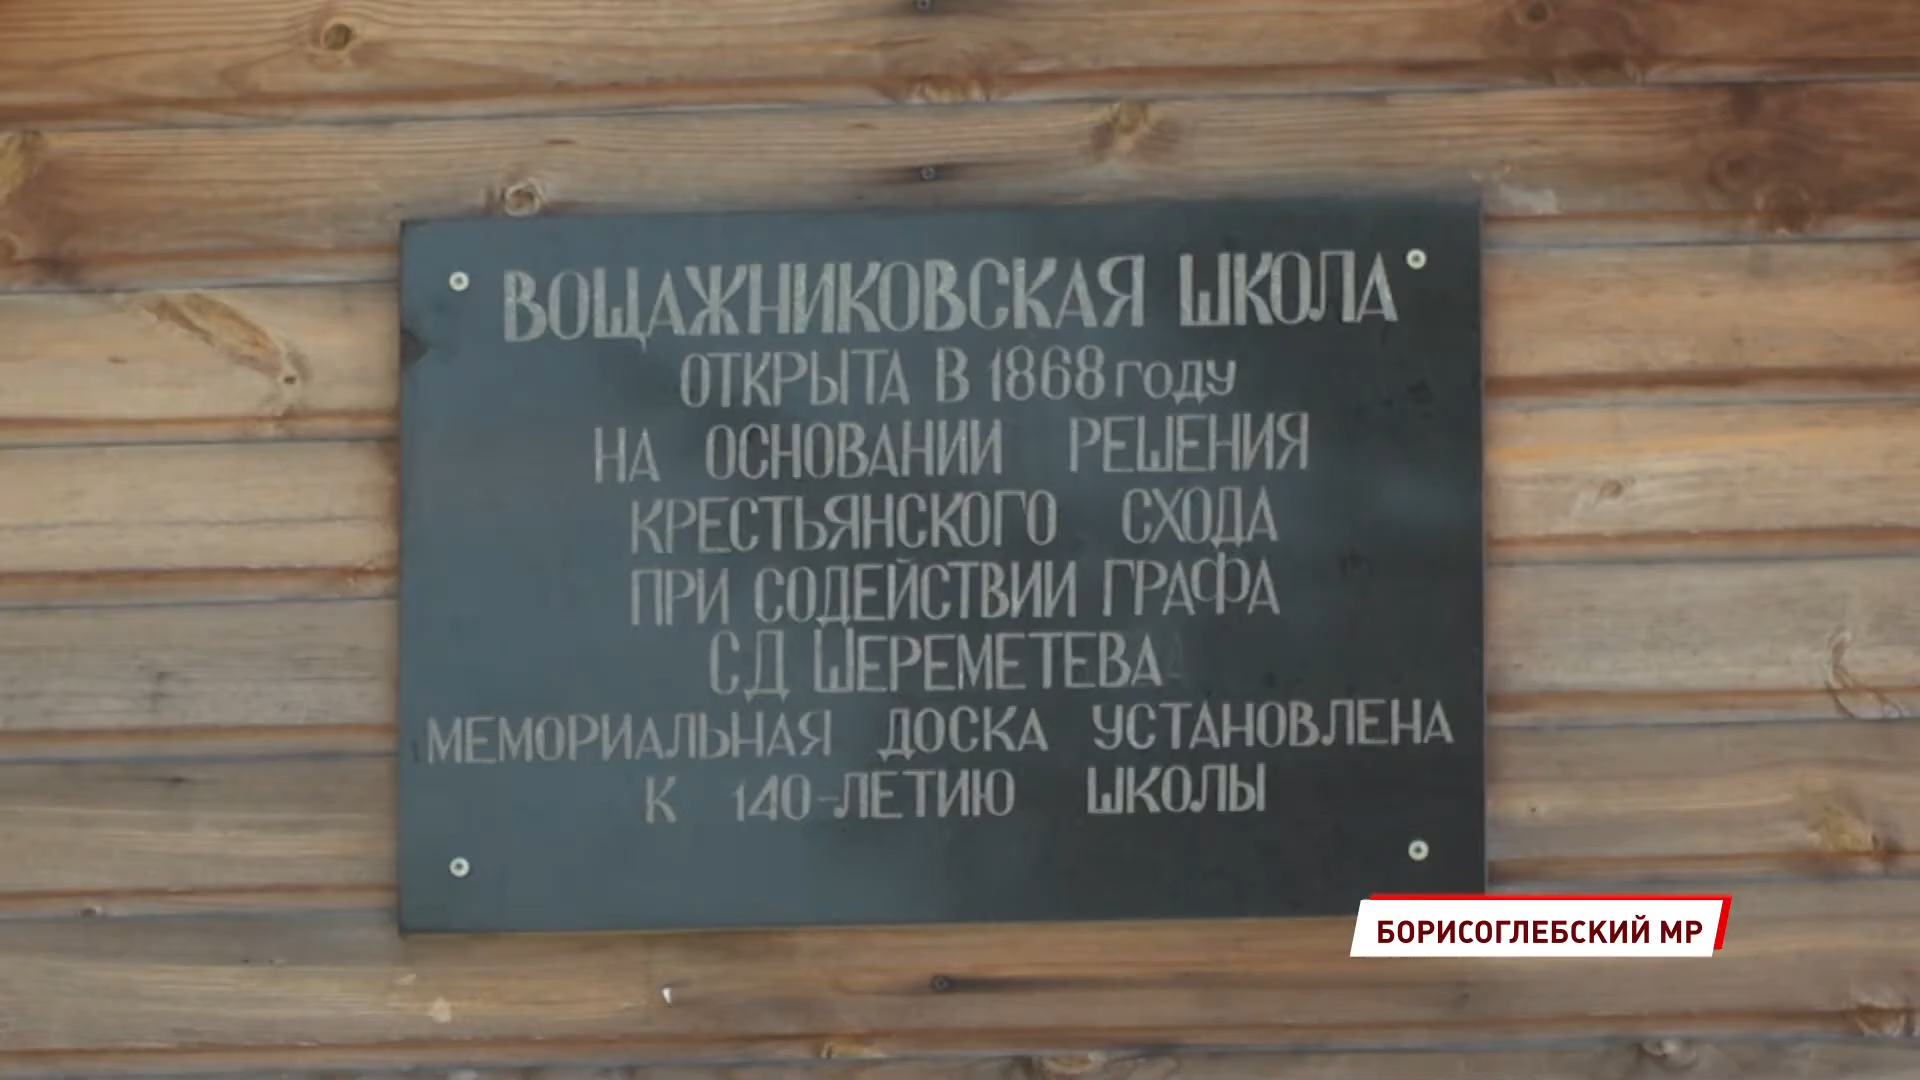 ВОЩАЖНИКОВСКАЯ ШКОЛА
ОТКРЫТА В 1868 году
НА ОСНОВАНИИ РЕШЕНИЯ
КРЕСТЬЯНСКОГО СХОДА
ПРИ СОДЕЙСТВИИ ГРАФА
СД ШЕРЕМЕТЕВА
МЕМОРИАЛЬНАЯ ДОСКА УСТАНОВЛЕНА
К 140-ЛЕТИЮ ШКОЛЫ
БОРИСОГЛЕБСКИЙ МР